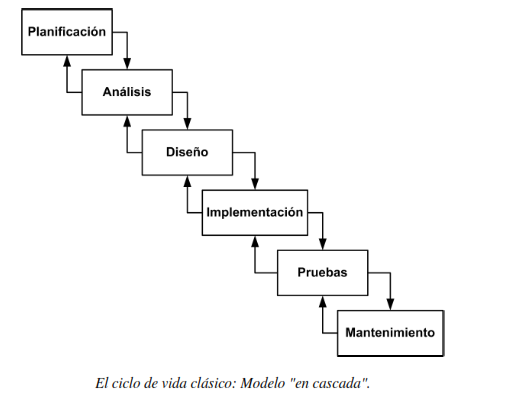 Planificación
Análisis
Diseño
Implementación
Pruebas
Mantenimiento
El ciclo de vida clásico: Modelo "en cascada".